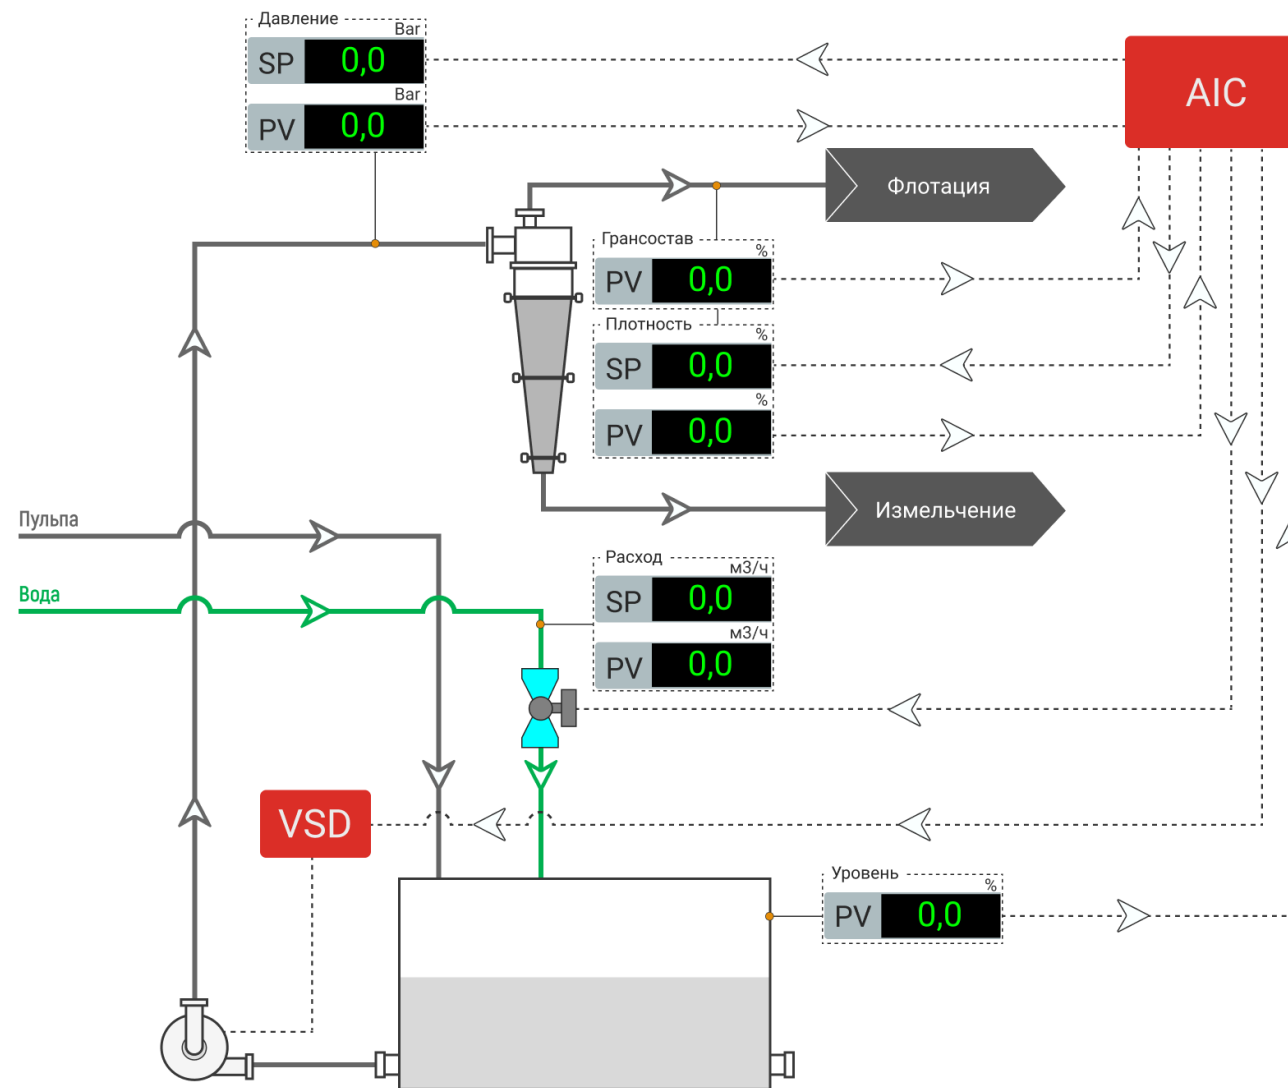 Давление
Bar
SP 0,0
Bar
PV 0,0
AIC
Флотация
Грансостав
%
PV 0,0
Плотность
%
SP 0,0
%
PV 0,0
Измельчение
Пульпа
Вода
Расход
м3/ч
SP 0,0
м3/ч
PV 0,0
VSD
Уровень
%
PV 0,0